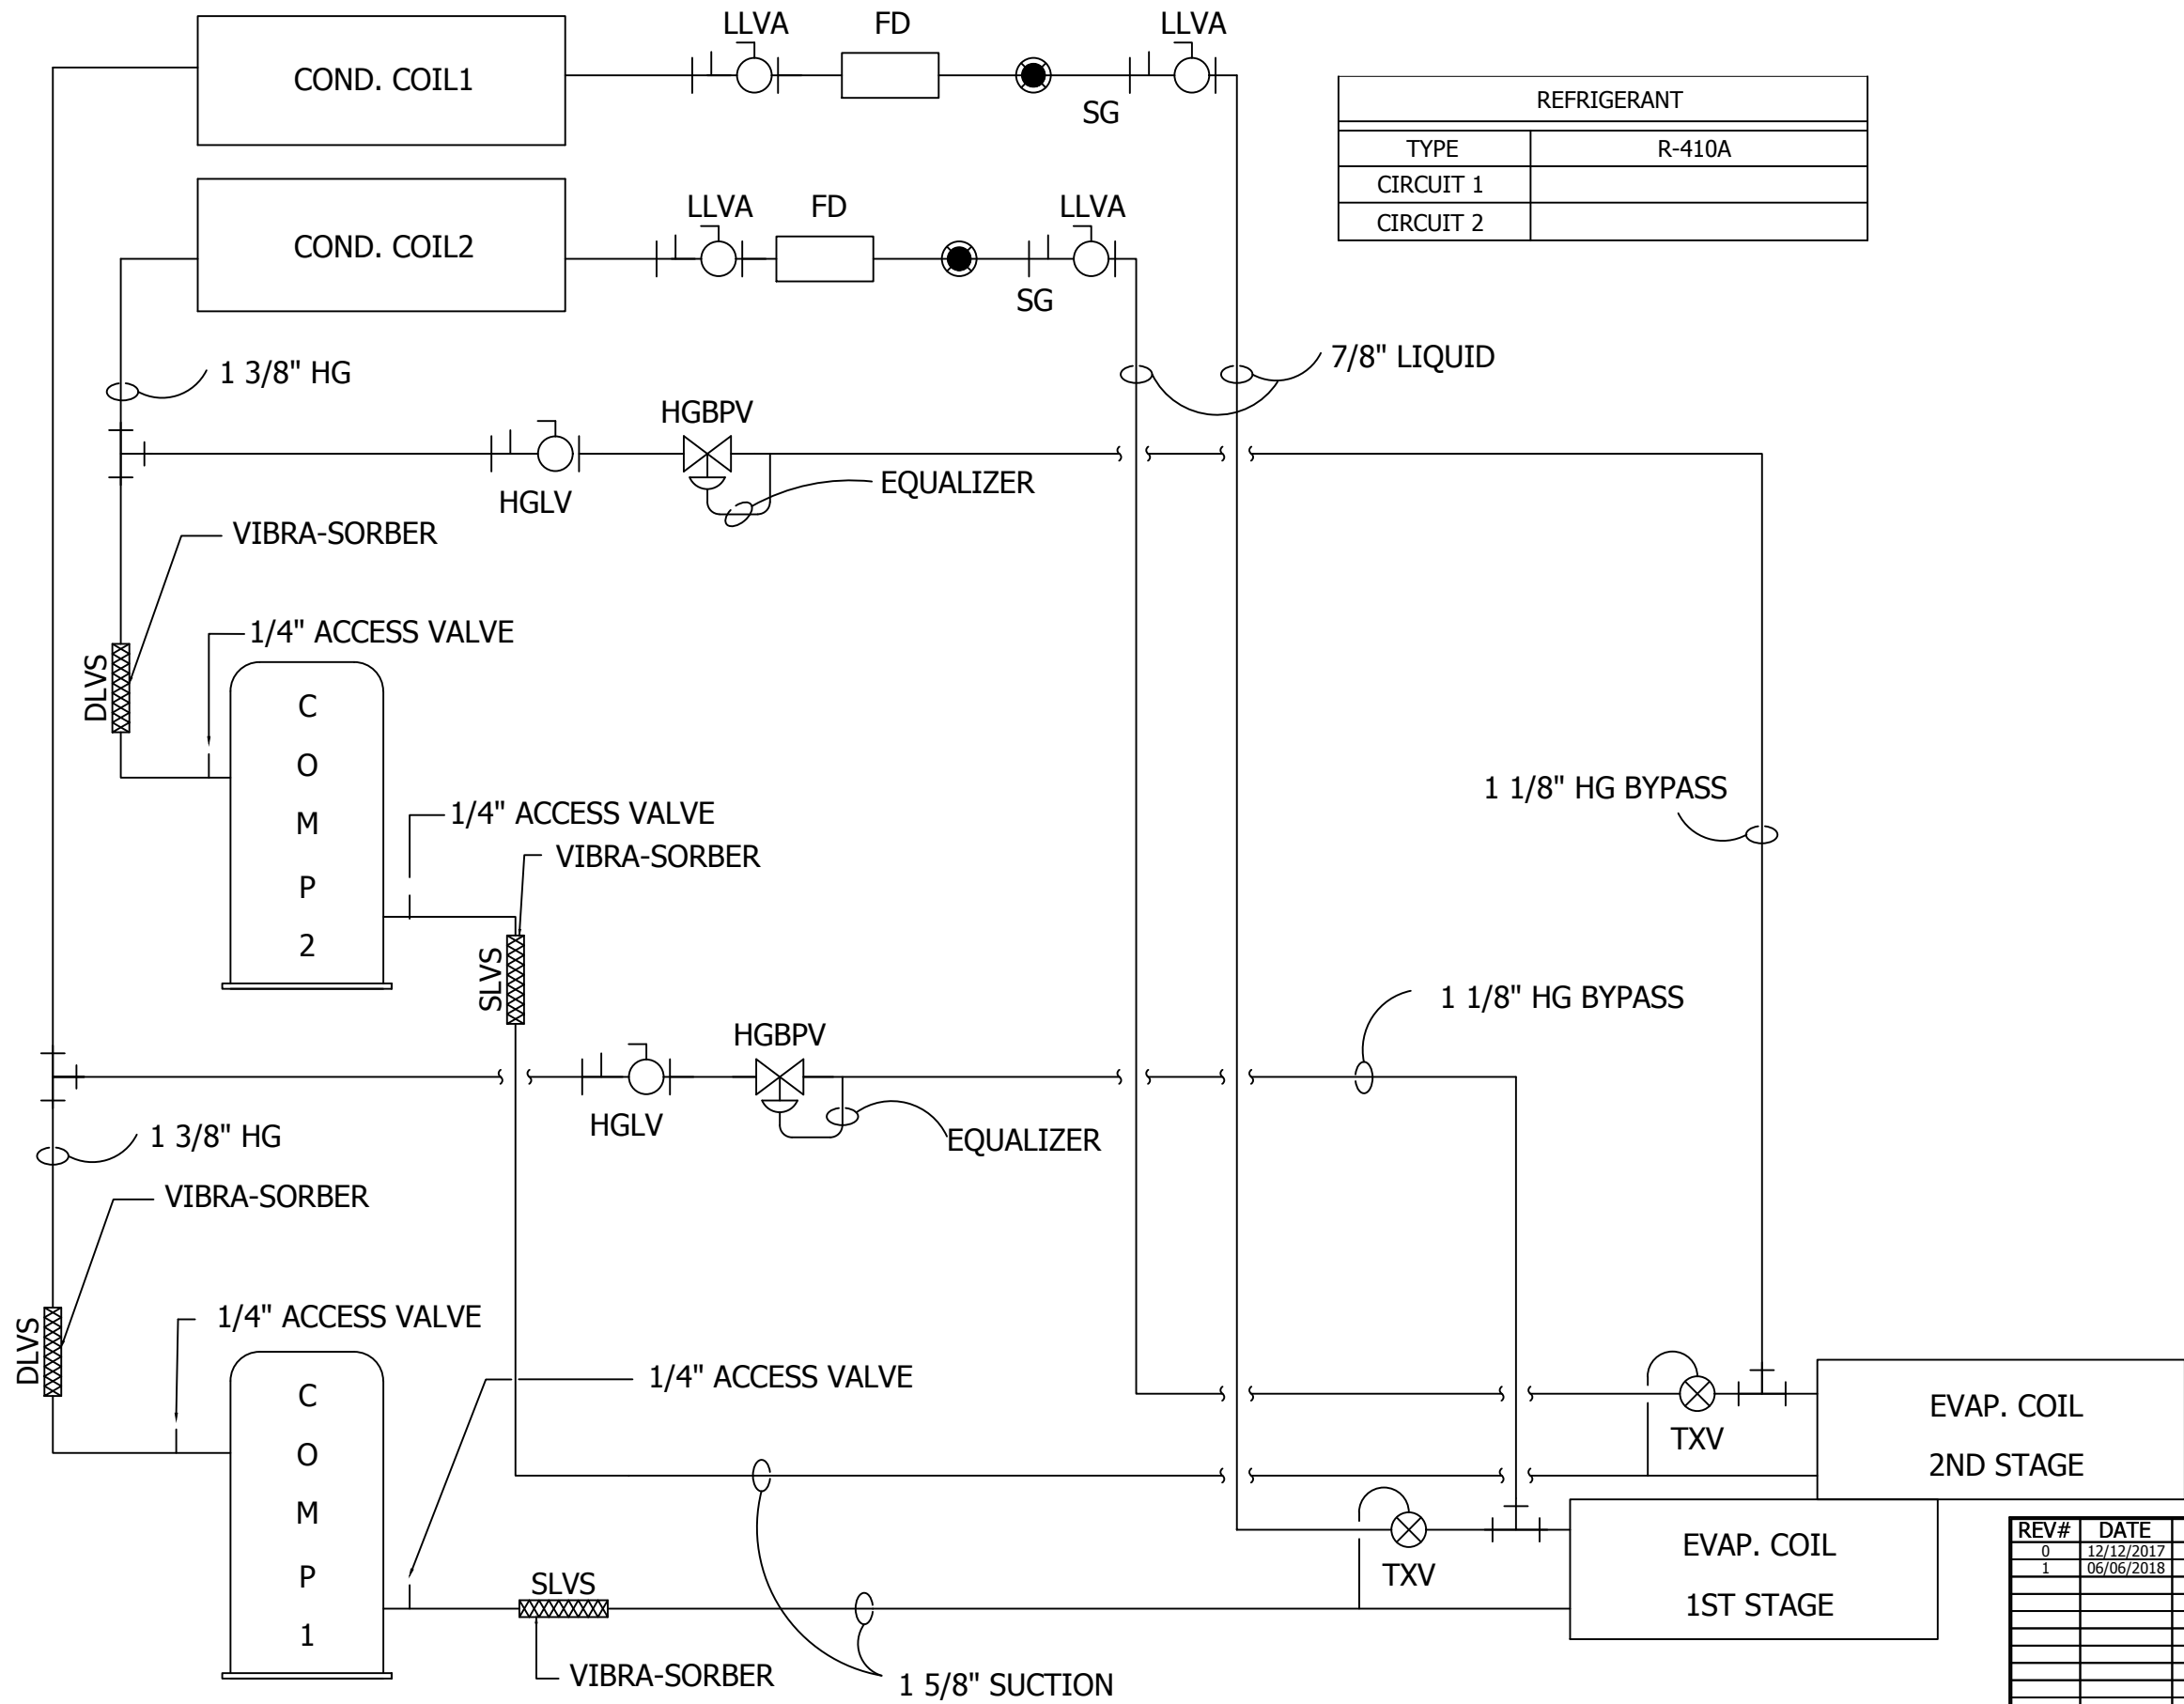 LLVA FD LLVA
COND. COIL1
SG
REFRIGERANT
TYPE R-410A
CIRCUIT 1
CIRCUIT 2
LLVA FD LLVA
COND. COIL2
SG
1 3/8" HG
7/8" LIQUID
HGBPV
EQUALIZER
HGLV
VIBRA-SORBER
1/4" ACCESS VALVE
DLVS
C
O
M
P
2
1/4" ACCESS VALVE
VIBRA-SORBER
SLVS
1 1/8" HG BYPASS
1 1/8" HG BYPASS
HGBPV
HGLV
EQUALIZER
1 3/8" HG
VIBRA-SORBER
1/4" ACCESS VALVE
DLVS
C
O
M
P
1
1/4" ACCESS VALVE
TXV
EVAP. COIL
2ND STAGE
TXV
EVAP. COIL
1ST STAGE
SLVS
VIBRA-SORBER
1 5/8" SUCTION
REV# DATE
0 12/12/2017
1 06/06/2018